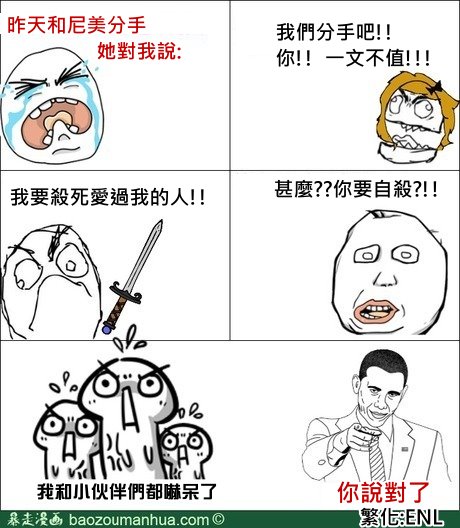 昨天和尼美分手
她對我說:
我們分手吧!!
你!! 一文不值!!!
我要殺死愛過我的人!!
甚麼??你要自殺?!!
我和小伙伴們都嚇呆了
你說對了
暴走漫画 baozoumanhua.com ©
繁化:ENL